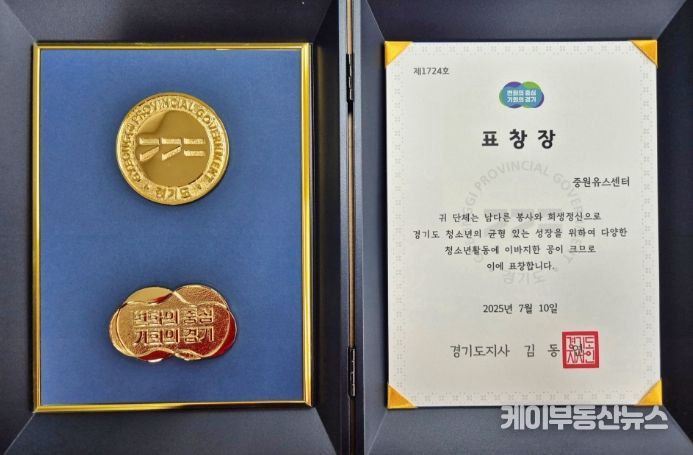 GYEONGGI PROVINCIAL GOVERNMENT
경기도
변화의 중심
기회의 경기
제1724호
변화의 중심
기회의 경기
표창장
중원유스센터
귀 단체는 남다른 봉사와 희생정신으로
경기도 청소년의 균형 있는 성장을 위하여 다양한
청소년활동에 이바지한 공이 크므로
이에 표창합니다.
2025년 7월 10일
경기도지사 김 동
케이부동산뉴스